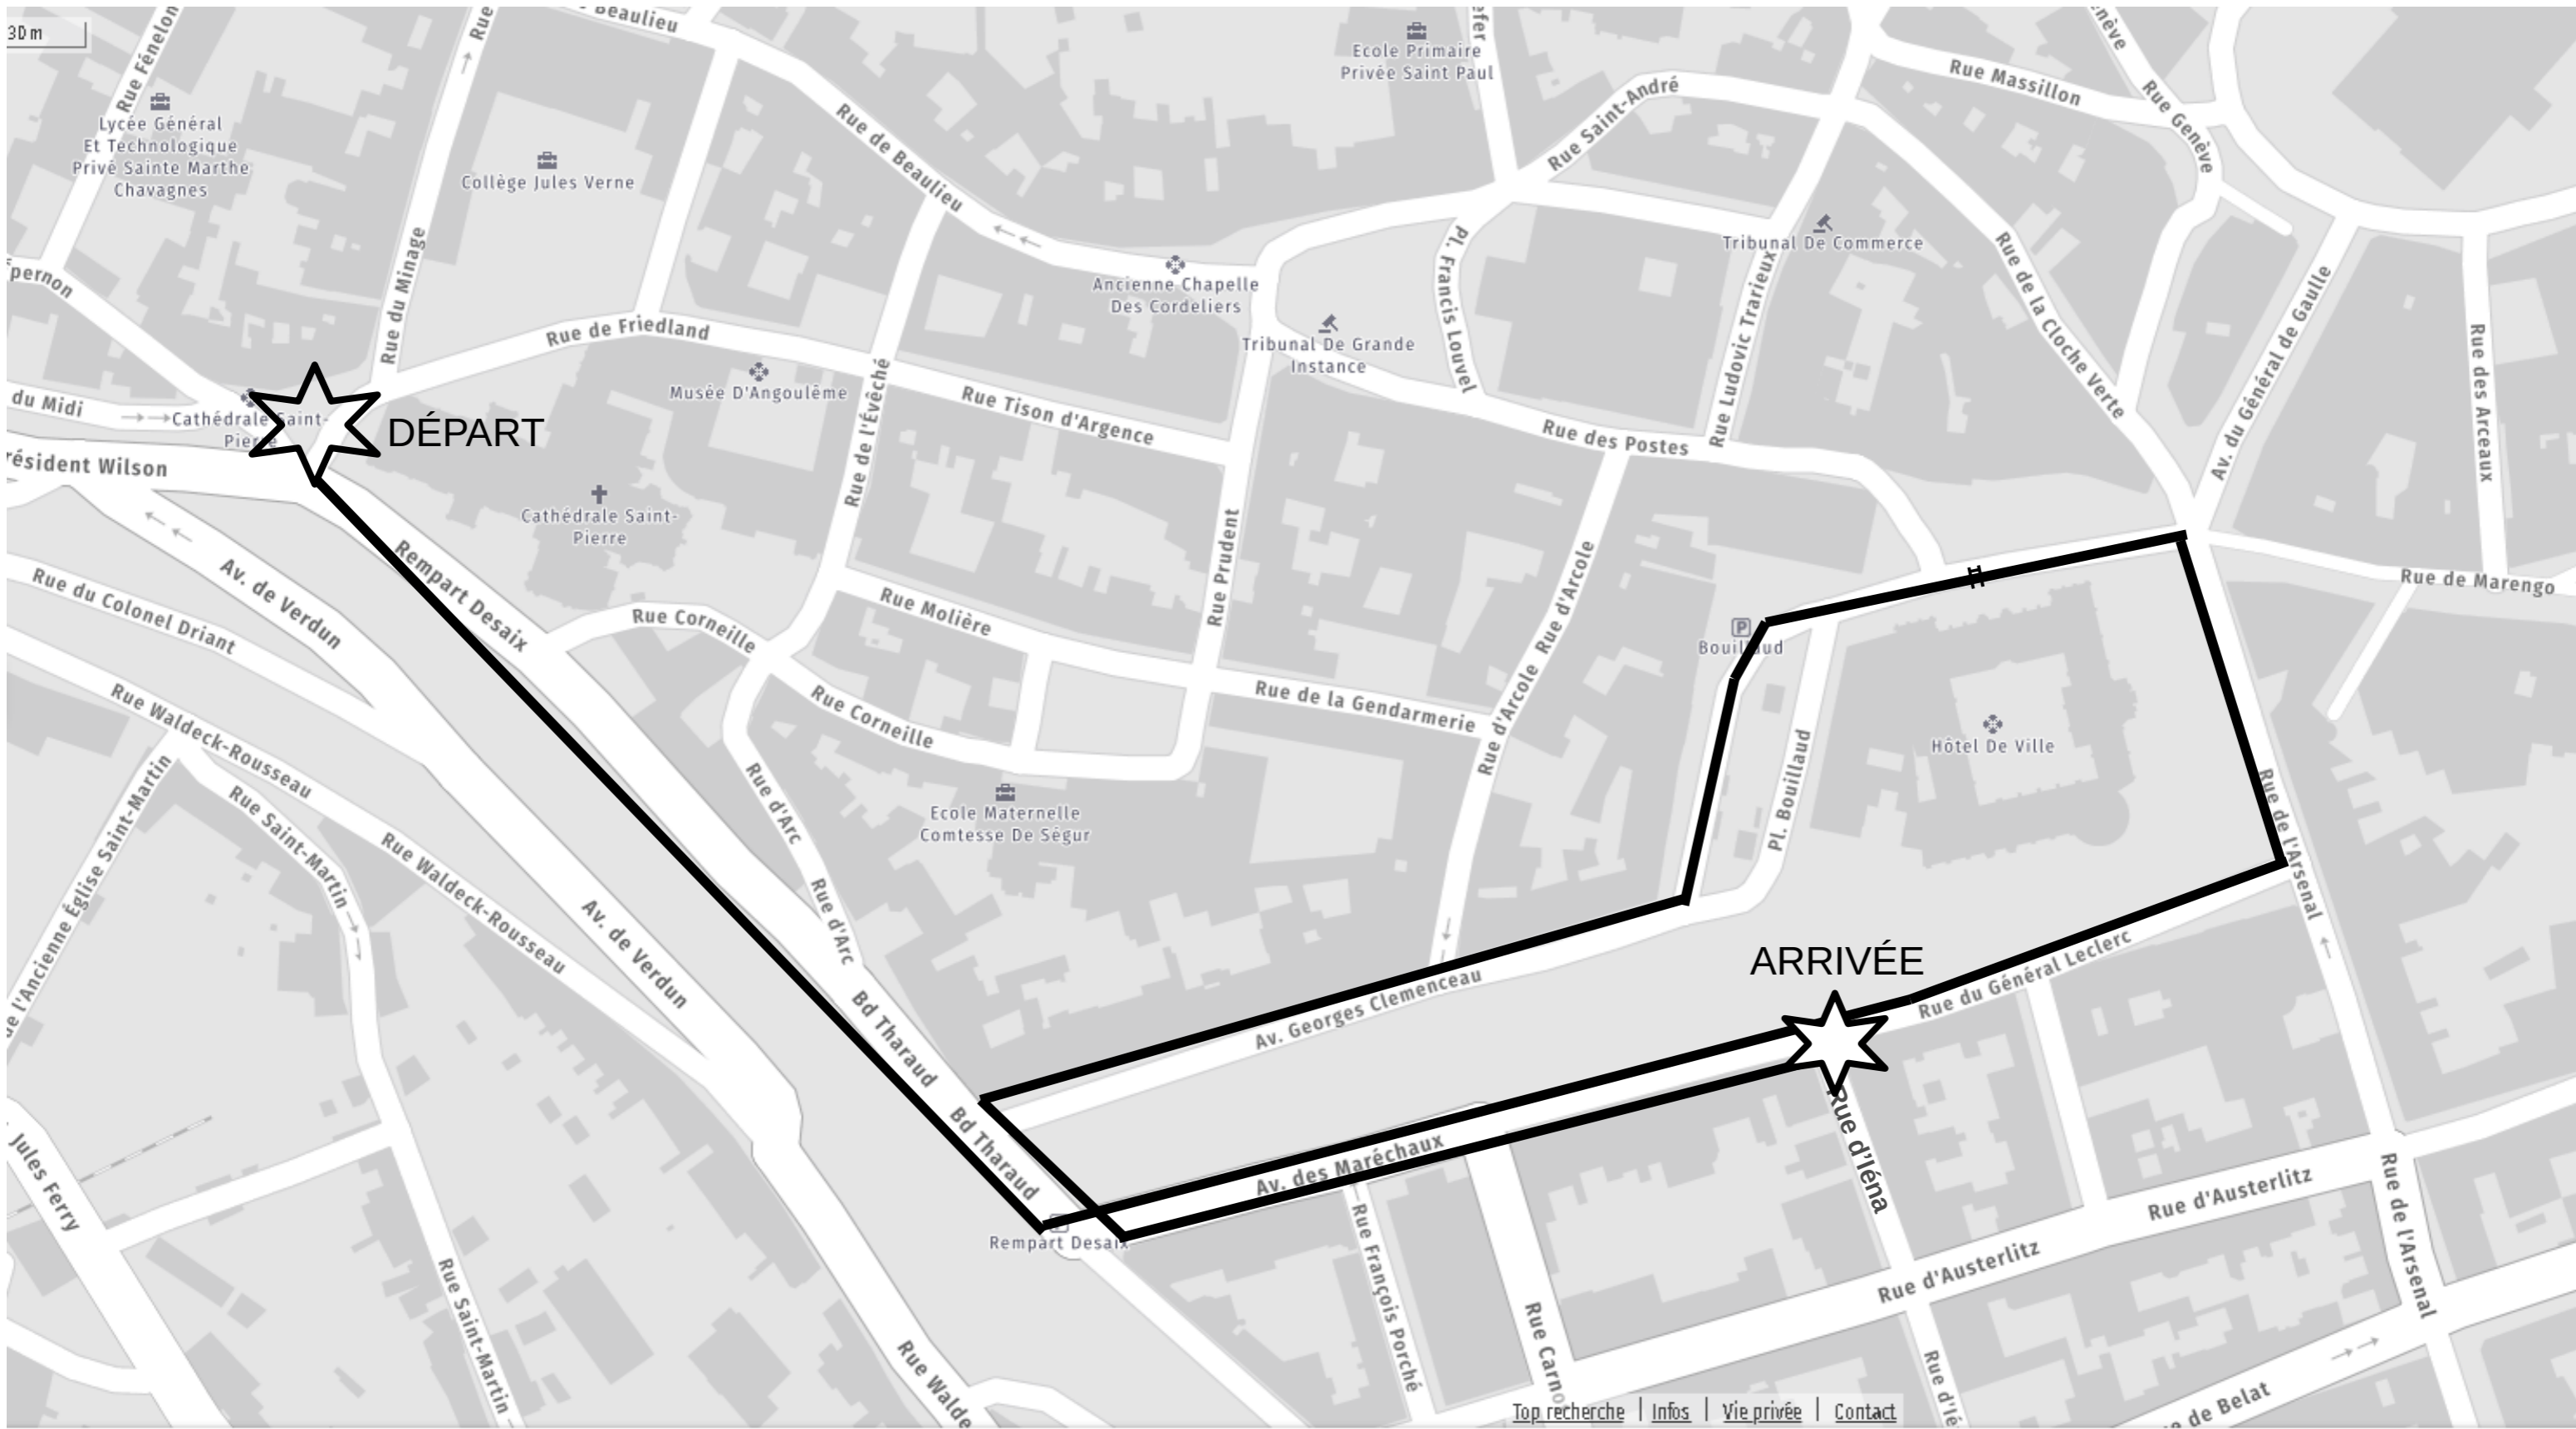 30 m
Rue Fénelon
Rue
Beaulieu
efer
Ecole Primaire
Privée Saint Paul
Rue Massillon
Rue Genève
Lycée Général
Et Technologique
Privé Sainte Marthe
Chavagnes
Collège Jules Verne
Rue de Beaulieu
Rue Saint-André
Tribunal De Commerce
Pl. Francis Louvel
Rue de la Cloche Verte
Av. du Général de Gaulle
Rue des Arceaux
pernon
Rue du Minage
Rue de Friedland
Ancienne Chapelle
Des Cordeliers
Tribunal De Grande
Instance
Rue Ludovic Trarieux
du Midi
Cathédrale Saint-
Pierre
DÉPART
Musée D'Angoulême
Rue de l'Évêché
Rue Tison d'Argence
Rue des Postes
résident Wilson
Cathédrale Saint-
Pierre
Rempart Desaix
Av. de Verdun
Rue du Colonel Driant
Rue Corneille
Rue Molière
Rue Prudent
Rue d'Arcole
Rue d'Arcole
Rue de Marengo
P
Bouillaud
Rue Waldeck-Rousseau
Rue Corneille
Rue de la Gendarmerie
Pl. Bouillaud
Hôtel De Ville
Rue de l'Arsenal
Rue d'Arc
Rue d'Arc
Ecole Maternelle
Comtesse De Ségur
Rue Saint-Martin
Rue Waldeck-Rousseau
e l'Ancienne Église Saint-Martin
Av. de Verdun
ARRIVÉE
Av. Georges Clemenceau
Rue du Général Leclerc
Bd Tharaud
Bd Tharaud
Jules Ferry
Av. des Maréchaux
Rue d'Iéna
Rempart Desaix
Rue François Porché
Rue d'Austerlitz
Rue d'Austerlitz
Rue de l'Arsenal
Rue Saint-Martin
Rue Walde
Rue Carno
Rue d'Ié
de Belat
Top recherche | Infos | Vie privée | Contact